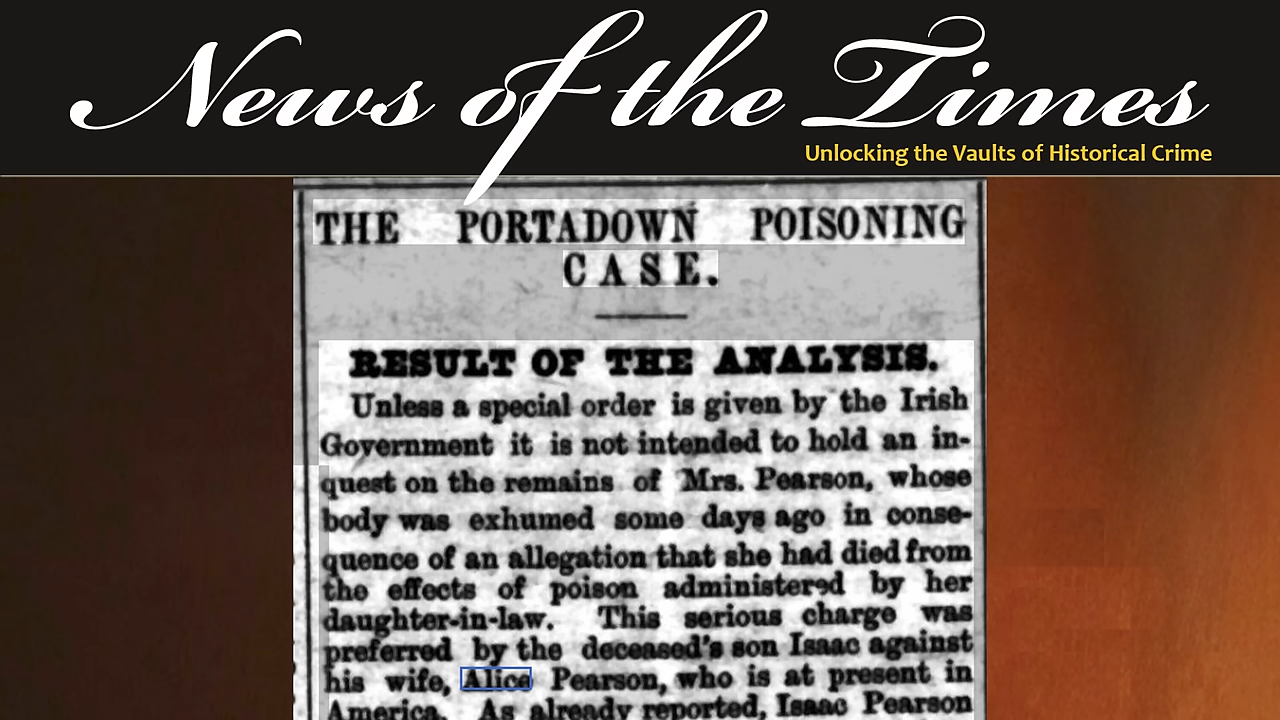 News of the Times
Unlocking the Vaults of Historical Crime
THE PORTADOWN POISONING
CASE.
RESULT OF THE ANALYSIS.
Unless a special order is given by the Irish
Government it is not intended to hold an in-
quest on the remains of Mrs. Pearson, whose
body was exhumed some days ago in conse-
quence of an allegation that she had died from
the effects of poison administered by her
daughter-in-law. This serious charge was
preferred by the deceased's son Isaac against
his wife, Alice Pearson, who is at present in
America. As already reported, Isaac Pearson